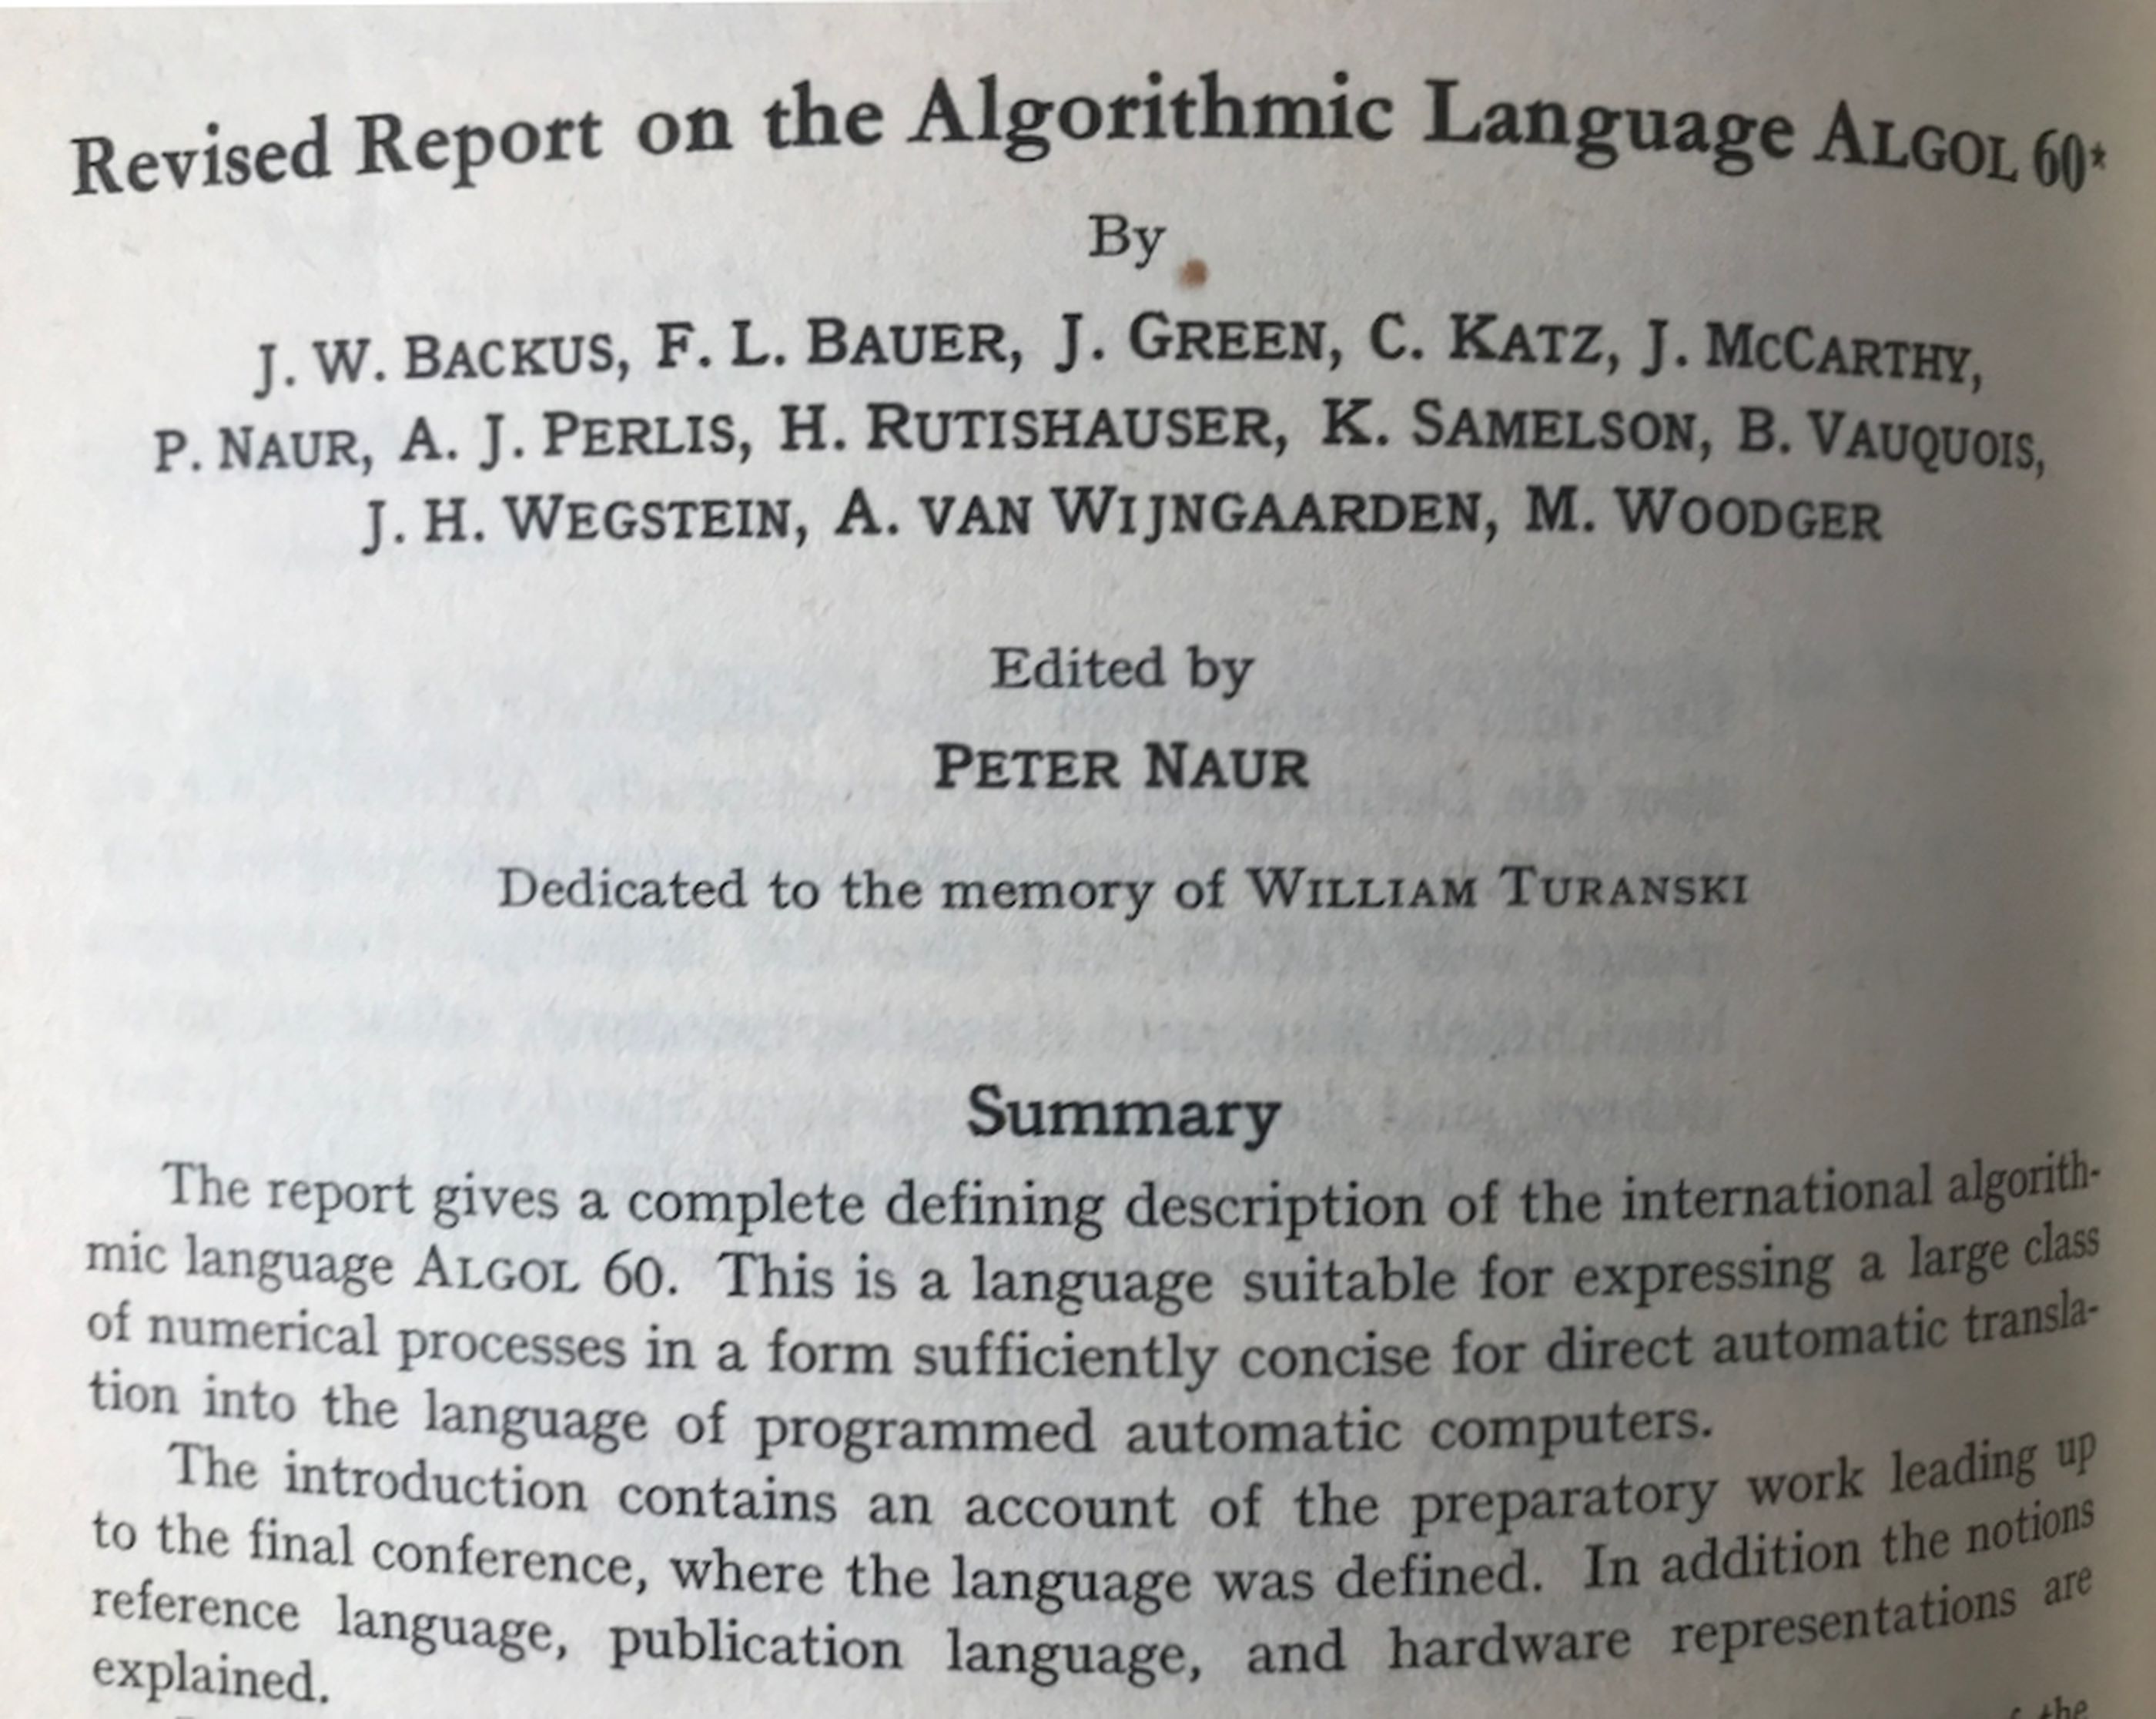 Revised Report on the Algorithmic Language ALGOL 60*
By
J. W. BACKUS, F. L. BAUER, J. GREEN, C. KATZ, J. MCCARTHY,
P. NAUR, A. J. PERLIS, H. RUTISHAUSER, K. SAMELSON, B. VAUQUOIS,
J. H. WEGSTEIN, A. VAN WIJNGAARDEN, M. WOODGER
Edited by
PETER NAUR
Dedicated to the memory of WILLIAM TURANSKI
Summary
The report gives a complete defining description of the international algorith-
mic language ALGOL 60. This is a language suitable for expressing a large class
of numerical processes in a form sufficiently concise for direct automatic transla-
tion into the language of programmed automatic computers.
The introduction contains an account of the preparatory work leading up
to the final conference, where the language was defined. In addition the notions
reference language, publication language, and hardware representations are
explained.
the